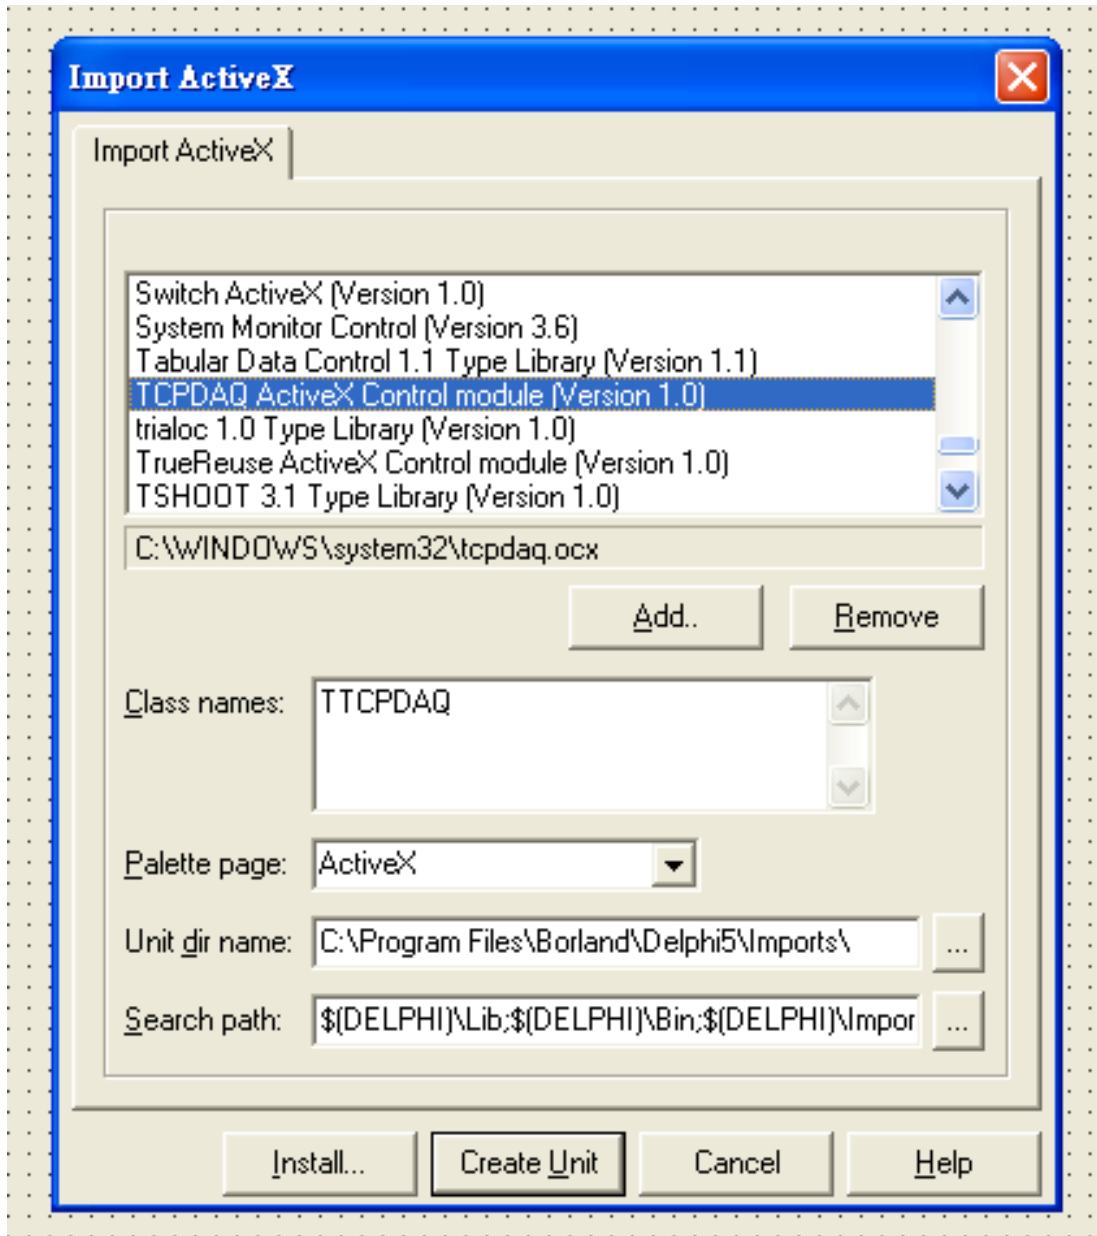 Import ActiveX
Import ActiveX
Switch ActiveX (Version 1.0)
System Monitor Control (Version 3.6)
Tabular Data Control 1.1 Type Library (Version 1.1)
TCPDAQ ActiveX Control module (Version 1.0)
trialoc 1.0 Type Library (Version 1.0)
TrueReuse ActiveX Control module (Version 1.0)
TSHOOT 3.1 Type Library (Version 1.0)
C:\WINDOWS\system32\tcpdaq.ocx
Add.. Remove
Class names: TTCPDAQ
Palette page: ActiveX
Unit dir name: C:\Program Files\Borland\Delphi5\Imports\ ...
Search path: $(DELPHI)\Lib;$(DELPHI)\Bin;$(DELPHI)\Impor ...
Install... Create Unit Cancel Help